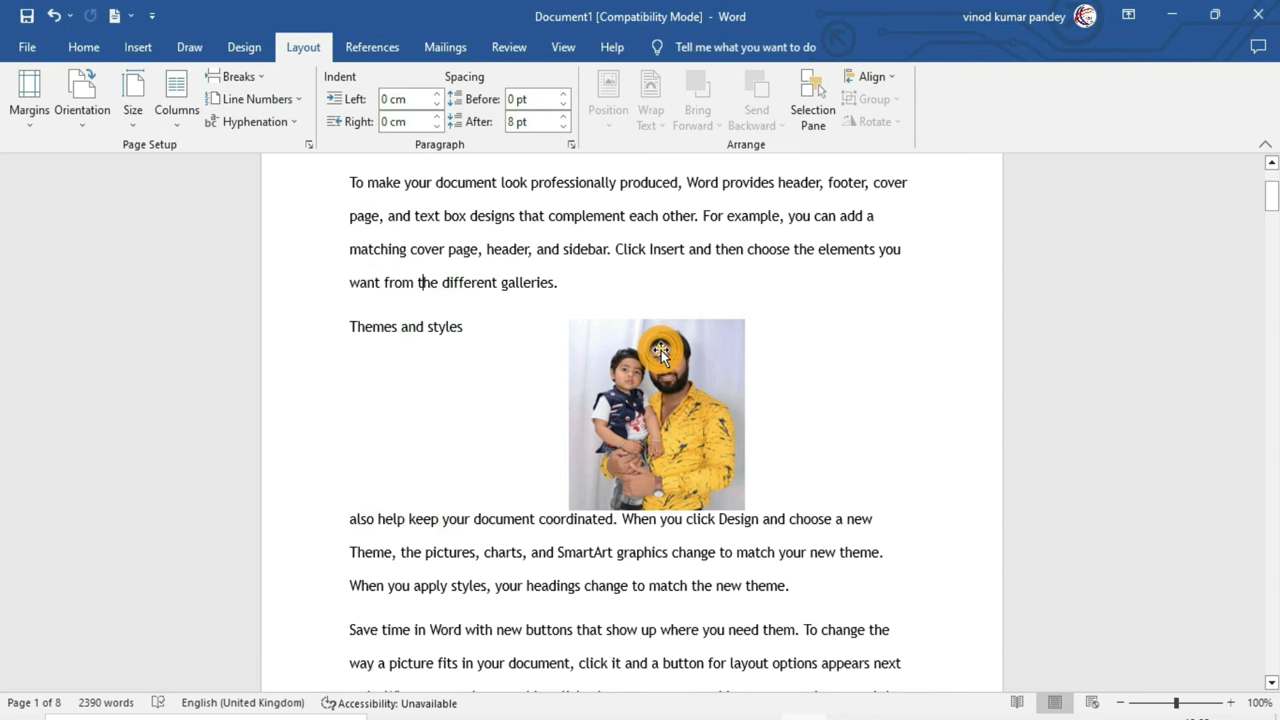 Document1 [Compatibility Mode] - Word
vinod kumar pandey
File Home Insert Draw Design Layout References Mailings Review View Help Tell me what you want to do
Margins
Orientation
Size
Columns
Breaks
Line Numbers
Hyphenation
Page Setup
Indent
Left: 0 cm
Right: 0 cm
Spacing
Before: 0 pt
After: 8 pt
Paragraph
Position
Wrap
Text
Bring
Forward
Send
Backward
Selection
Pane
Align
Group
Rotate
Arrange
To make your document look professionally produced, Word provides header, footer, cover
page, and text box designs that complement each other. For example, you can add a
matching cover page, header, and sidebar. Click Insert and then choose the elements you
want from the different galleries.
Themes and styles
also help keep your document coordinated. When you click Design and choose a new
Theme, the pictures, charts, and SmartArt graphics change to match your new theme.
When you apply styles, your headings change to match the new theme.
Save time in Word with new buttons that show up where you need them. To change the
way a picture fits in your document, click it and a button for layout options appears next
Page 1 of 8 2390 words English (United Kingdom) Accessibility: Unavailable 100%